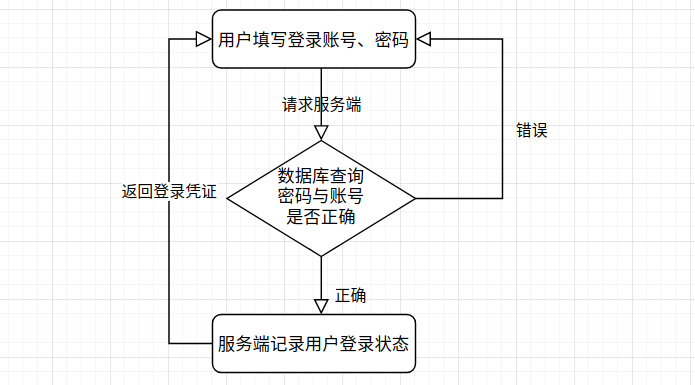 用户填写登录账号、密码
请求服务端
错误
数据库查询
密码与账号
是否正确
返回登录凭证
正确
服务端记录用户登录状态